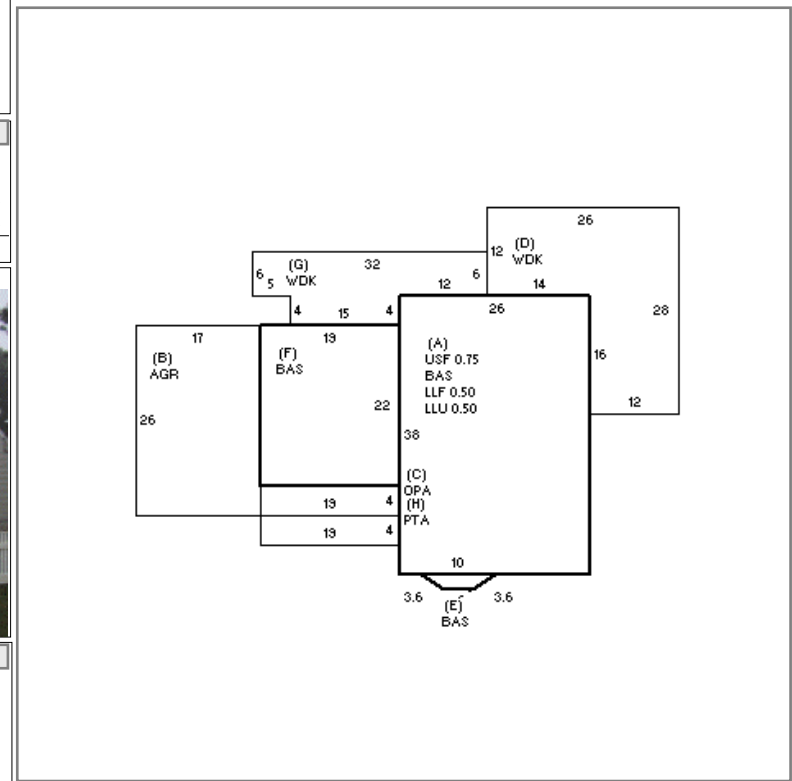 26
12
(D)
WDK
6
5
(G)
WDK
32
6
12
14
4
15
4
26
28
17
19
(B)
AGR
(F)
BAS
(A)
USF 0.75
BAS
LLF 0.50
LLU 0.50
16
22
12
26
38
(C)
OPA
19
4
(H)
PTA
19
4
10
3.6
3.6
(E)
BAS